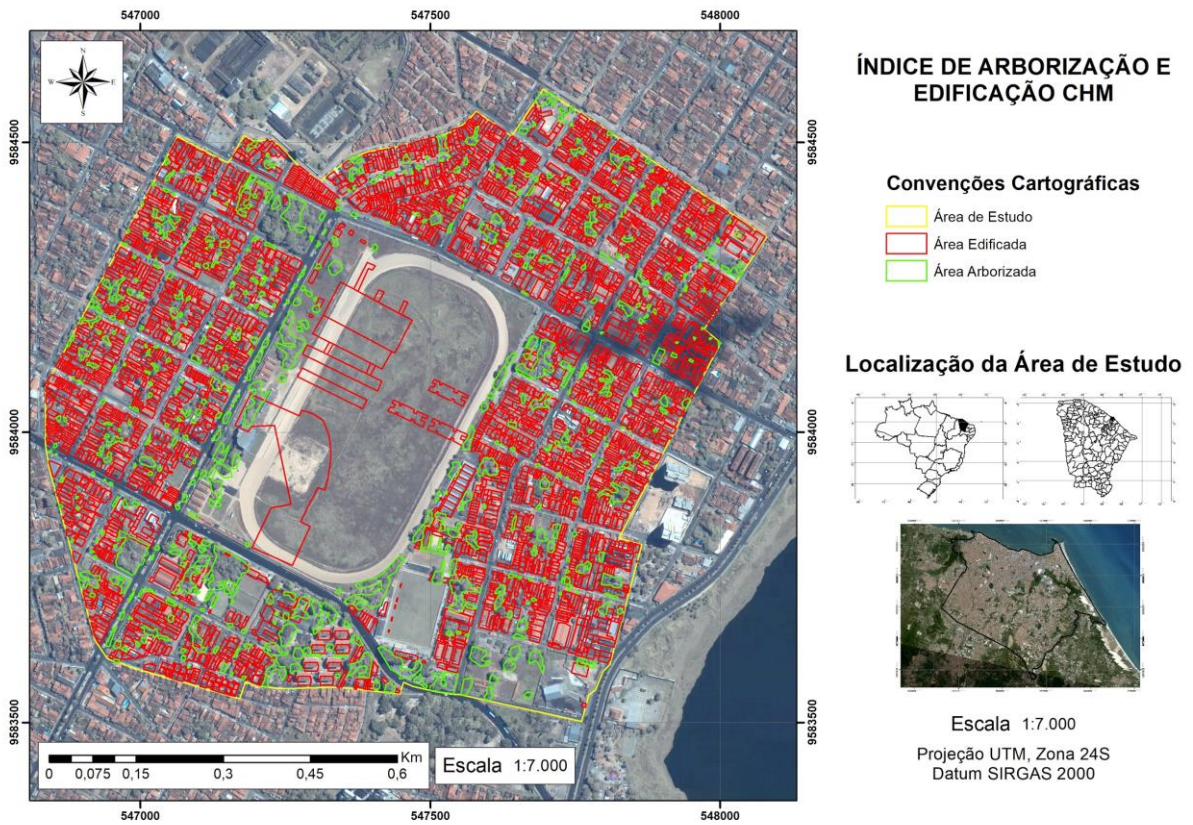 547000
547500
548000
N
W
E
S
9584500
9584500
9584000
9584000
9583500
9583500
Km
0
0,075
0,15
0,3
0,45
0,6
Escala 1:7.000
547000
547500
548000
ÍNDICE DE ARBORIZAÇÃO E
EDIFICAÇÃO CHM
Convenções Cartográficas
Área de Estudo
Área Edificada
Área Arborizada
Localização da Área de Estudo
Escala 1:7.000
Projeção UTM, Zona 24S
Datum SIRGAS 2000